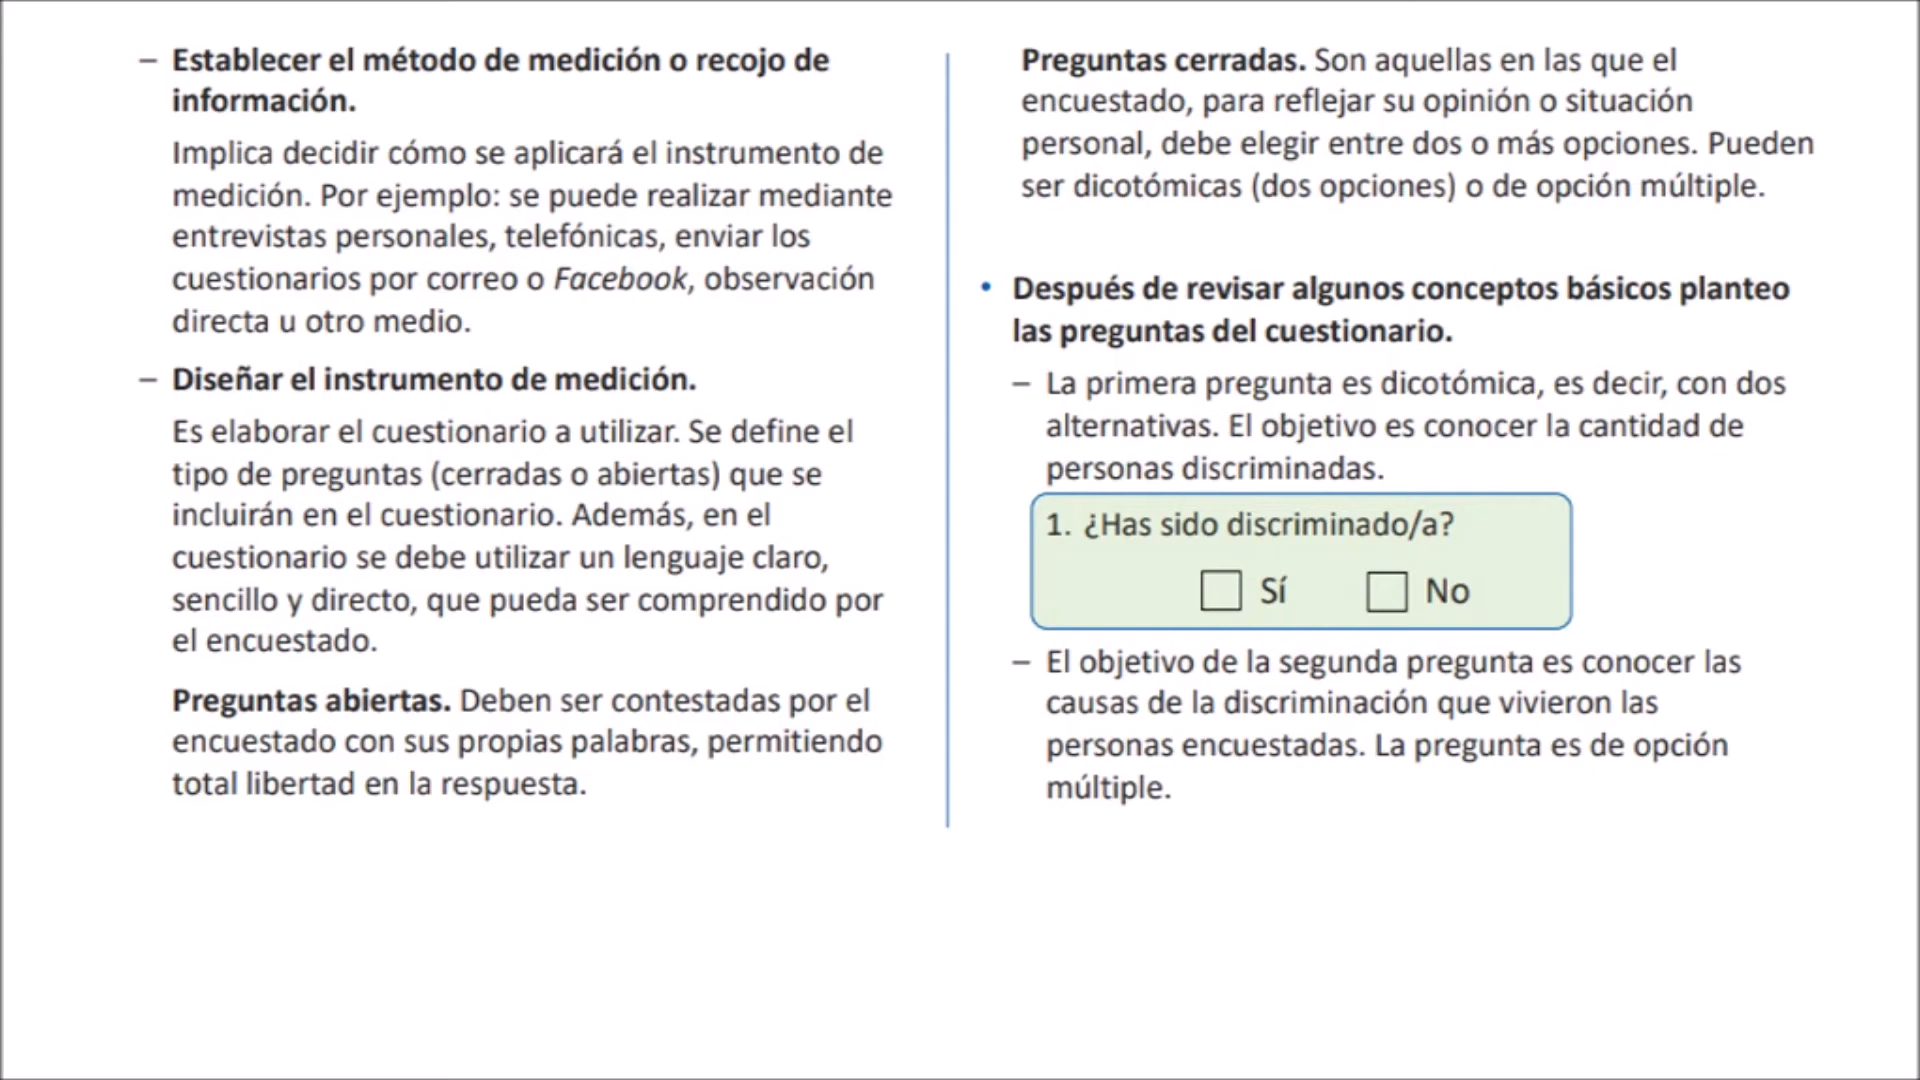 – Establecer el método de medición o recojo de
información.
Implica decidir cómo se aplicará el instrumento de
medición. Por ejemplo: se puede realizar mediante
entrevistas personales, telefónicas, enviar los
cuestionarios por correo o Facebook, observación
directa u otro medio.
– Diseñar el instrumento de medición.
Es elaborar el cuestionario a utilizar. Se define el
tipo de preguntas (cerradas o abiertas) que se
incluirán en el cuestionario. Además, en el
cuestionario se debe utilizar un lenguaje claro,
sencillo y directo, que pueda ser comprendido por
el encuestado.
Preguntas abiertas. Deben ser contestadas por el
encuestado con sus propias palabras, permitiendo
total libertad en la respuesta.
Preguntas cerradas. Son aquellas en las que el
encuestado, para reflejar su opinión o situación
personal, debe elegir entre dos o más opciones. Pueden
ser dicotómicas (dos opciones) o de opción múltiple.
• Después de revisar algunos conceptos básicos planteo
las preguntas del cuestionario.
– La primera pregunta es dicotómica, es decir, con dos
alternativas. El objetivo es conocer la cantidad de
personas discriminadas.
1. ¿Has sido discriminado/a?
Sí No
– El objetivo de la segunda pregunta es conocer las
causas de la discriminación que vivieron las
personas encuestadas. La pregunta es de opción
múltiple.